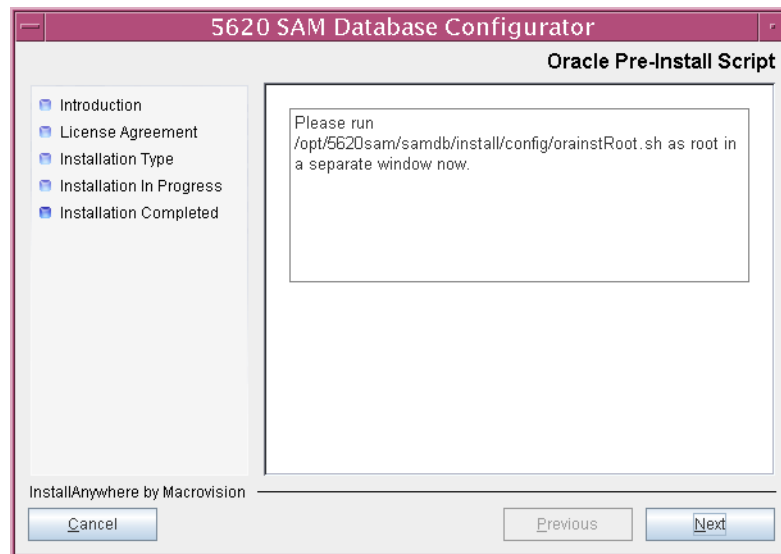 5620 SAM Database Configurator
Oracle Pre-Install Script
Introduction
License Agreement
Installation Type
Installation In Progress
Installation Completed
Please run
/opt/5620sam/samdb/install/config/orainstRoot.sh as root in
a separate window now.
InstallAnywhere by Macrovision
Cancel
Previous
Next